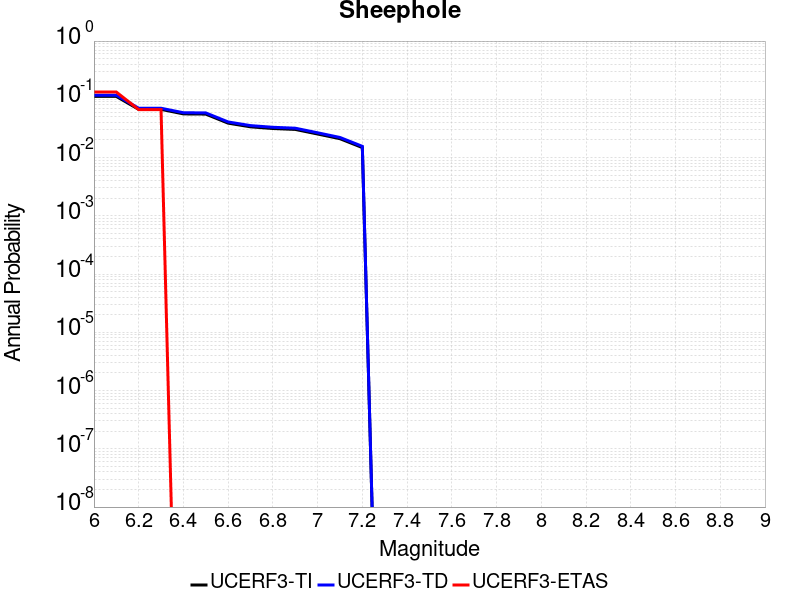 Sheephole
10^0
10^-1
10^-2
10^-3
10^-4
10^-5
10^-6
10^-7
10^-8
Annual Probability
6 6.2 6.4 6.6 6.8 7 7.2 7.4 7.6 7.8 8 8.2 8.4 8.6 8.8 9
Magnitude
UCERF3-TI UCERF3-TD UCERF3-ETAS